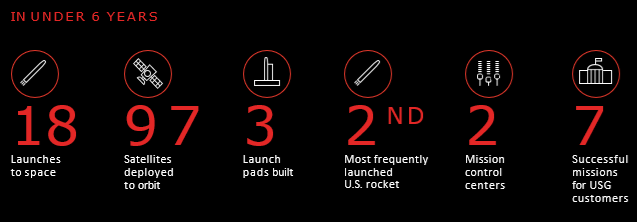 IN UNDER 6 YEARS
18
Launches
to space
97
Satellites
deployed
to orbit
3
Launch
pads built
2ND
Most frequently
launched
U.S. rocket
2
Mission
control
centers
7
Successful
missions
for USG
customers